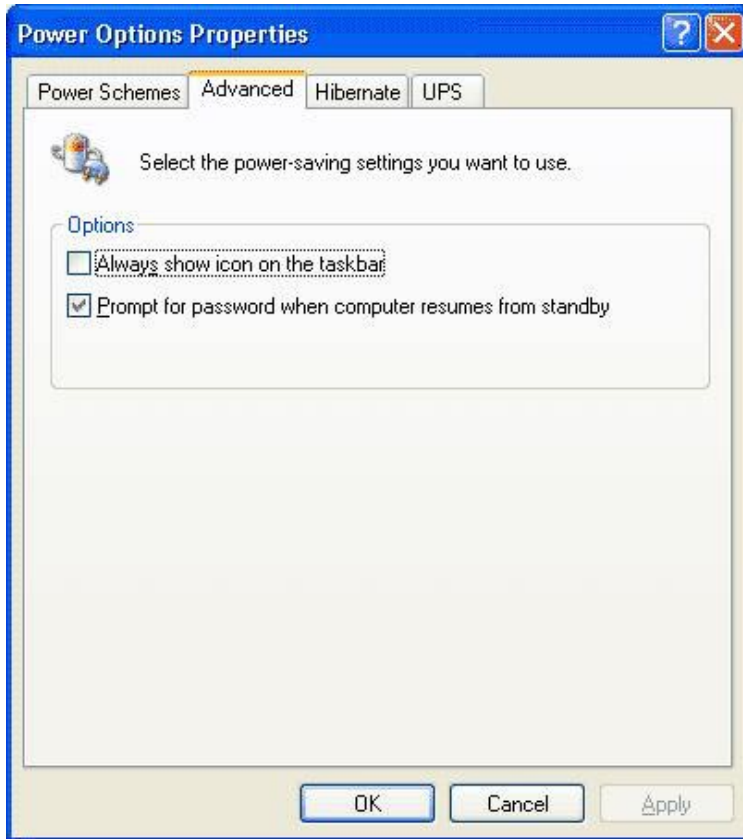 Power Options Properties
Power Schemes Advanced Hibernate UPS
Select the power-saving settings you want to use.
Options
Always show icon on the taskbar
Prompt for password when computer resumes from standby
OK Cancel Apply